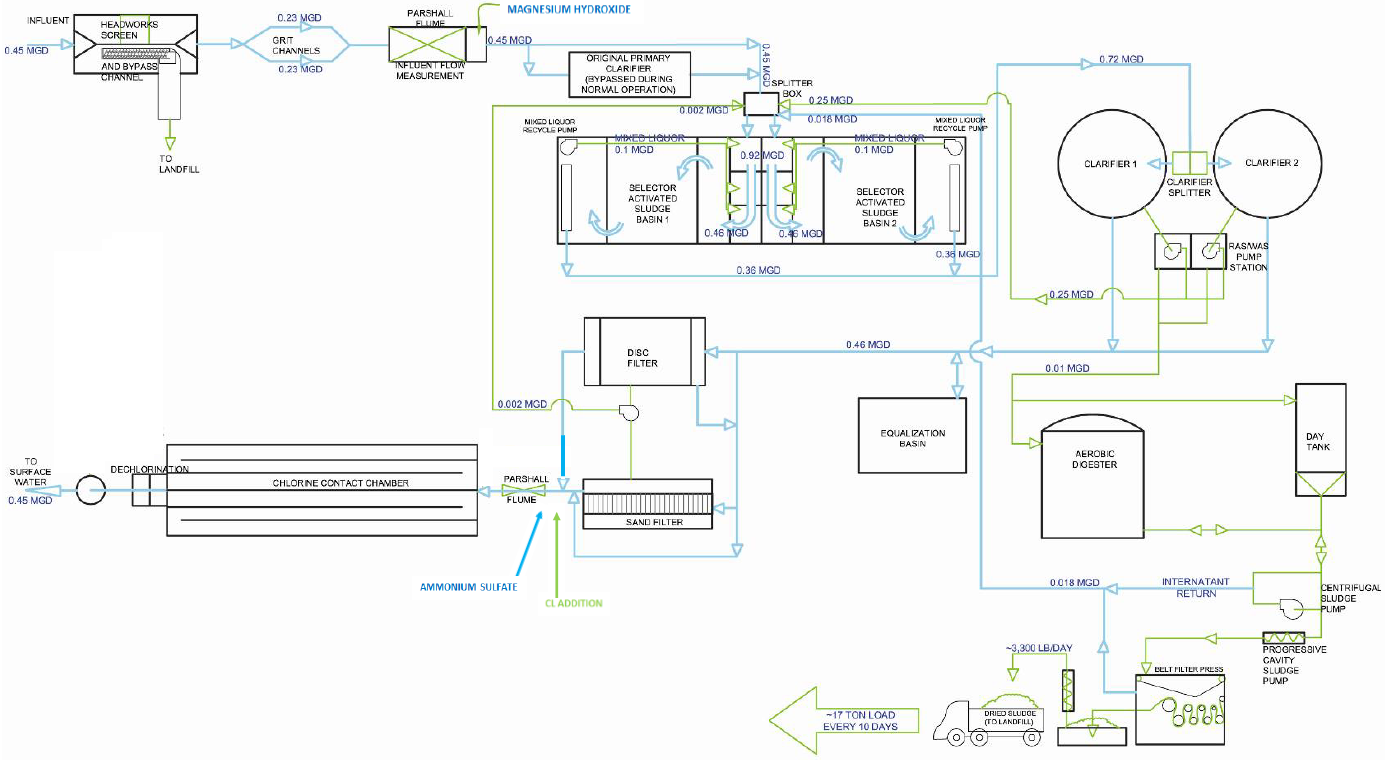 MAGNESIUM HYDROXIDE
INFLUENT
0.45 MGD
HEADWORKS
SCREEN
AND BYPASS
CHANNEL
TO
LANDFILL
0.23 MGD
GRIT
CHANNELS
0.23 MGD
PARSHALL
FLUME
INFLUENT FLOW
MEASUREMENT
0.45 MGD
ORIGINAL PRIMARY
CLARIFIER
(BYPASSED DURING
NORMAL OPERATION)
0.45 MGD
SPLITTER
BOX
0.002 MGD
0.25 MGD
0.018 MGD
MIXED LIQUOR
RECYCLE PUMP
MIXED LIQUOR
0.1 MGD
0.92 MGD
MIXED LIQUOR
0.1 MGD
MIXED LIQUOR
RECYCLE PUMP
SELECTOR
ACTIVATED
SLUDGE
BASIN 1
SELECTOR
ACTIVATED
SLUDGE
BASIN 2
0.46 MGD
0.46 MGD
0.36 MGD
0.36 MGD
0.72 MGD
CLARIFIER 1
CLARIFIER 2
CLARIFIER
SPLITTER
RAS/WAS
PUMP
STATION
0.25 MGD
0.46 MGD
0.01 MGD
DISC
FILTER
0.002 MGD
EQUALIZATION
BASIN
AEROBIC
DIGESTER
DAY
TANK
TO
SURFACE
WATER
0.45 MGD
DECHLORINATION
CHLORINE CONTACT CHAMBER
PARSHALL
FLUME
SAND FILTER
AMMONIUM SULFATE
CL ADDITION
0.018 MGD
INTERNATANT
RETURN
CENTRIFUGAL
SLUDGE
PUMP
PROGRESSIVE
CAVITY
SLUDGE
PUMP
BELT FILTER PRESS
~3,300 LB/DAY
DRIED SLUDGE
(TO LANDFILL)
~17 TON LOAD
EVERY 10 DAYS